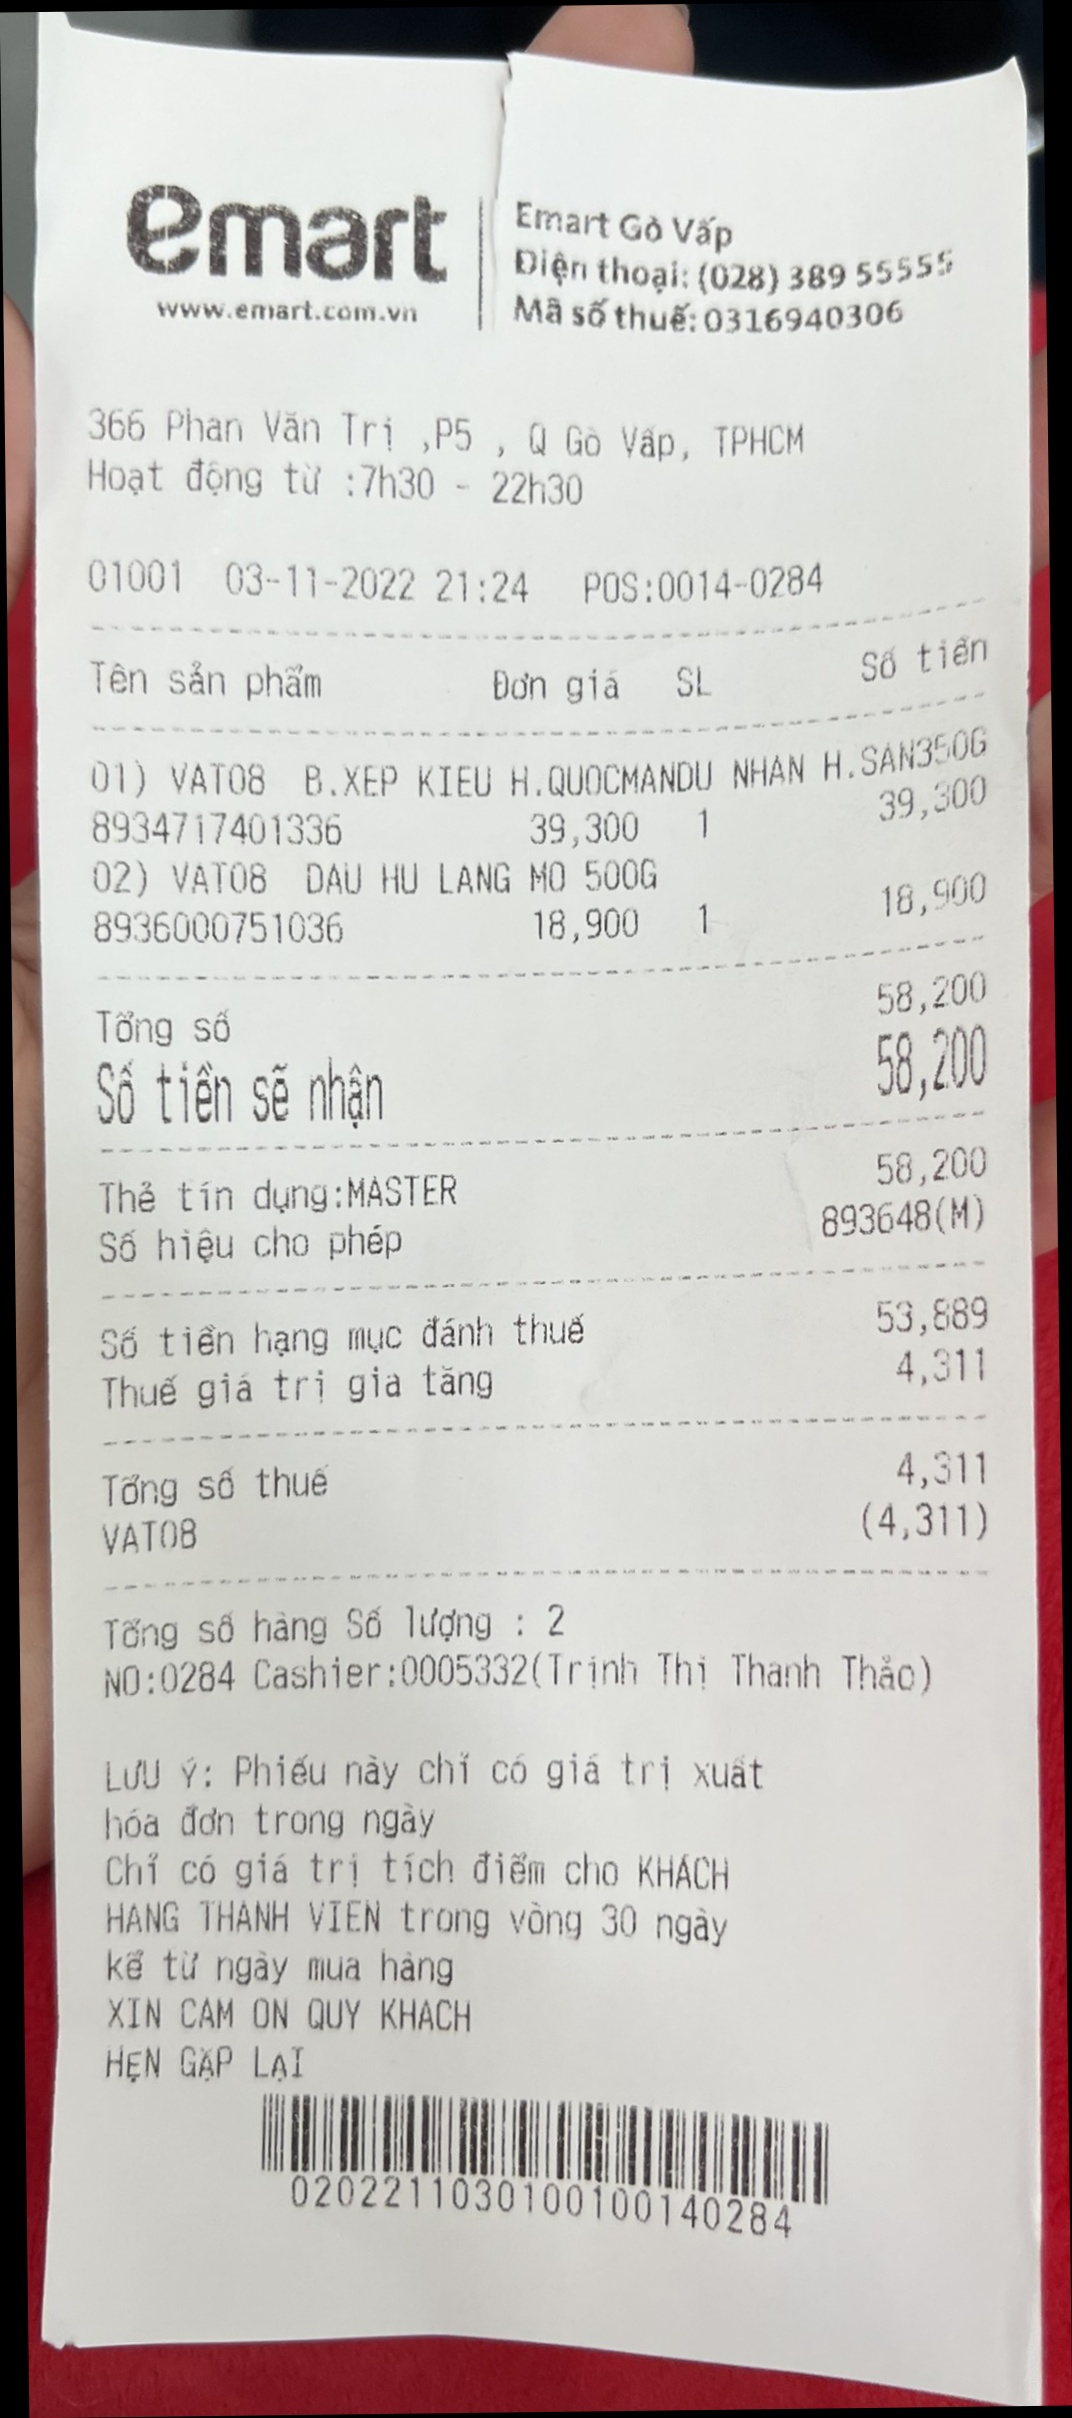 emart
www.emart.com.vn
Emart Gò Vấp
Điện thoại: (028) 389 55555
Mã số thuế: 0316940306
366 Phan Văn Trị ,P5 , Q Gò Vấp, TPHCM
Hoạt động từ :7h30 - 22h30
01001 03-11-2022 21:24 POS:0014-0284
Tên sản phẩm Đơn giá SL Số tiền
01) VAT08 B.XEP KIEU H.QUOCMANDU NHAN H.SAN350G
8934717401336 39,300 1 39,300
02) VAT08 DAU HU LANG MO 500G
8936000751036 18,900 1 18,900
Tổng số 58,200
Số tiền sẽ nhận 58,200
Thẻ tín dụng:MASTER 58,200
Số hiệu cho phép 893648(M)
Số tiền hạng mục đánh thuế 53,889
Thuế giá trị gia tăng 4,311
Tổng số thuế 4,311
VAT08 (4,311)
Tổng số hàng Số lượng : 2
NO:0284 Cashier:0005332(Trịnh Thị Thanh Thảo)
LƯU Ý: Phiếu này chỉ có giá trị xuất
hóa đơn trong ngày
Chỉ có giá trị tích điểm cho KHÁCH
HÀNG THÀNH VIÊN trong vòng 30 ngày
kể từ ngày mua hàng
XIN CAM ON QUY KHACH
HẸN GẶP LẠI
0202211030100100140284